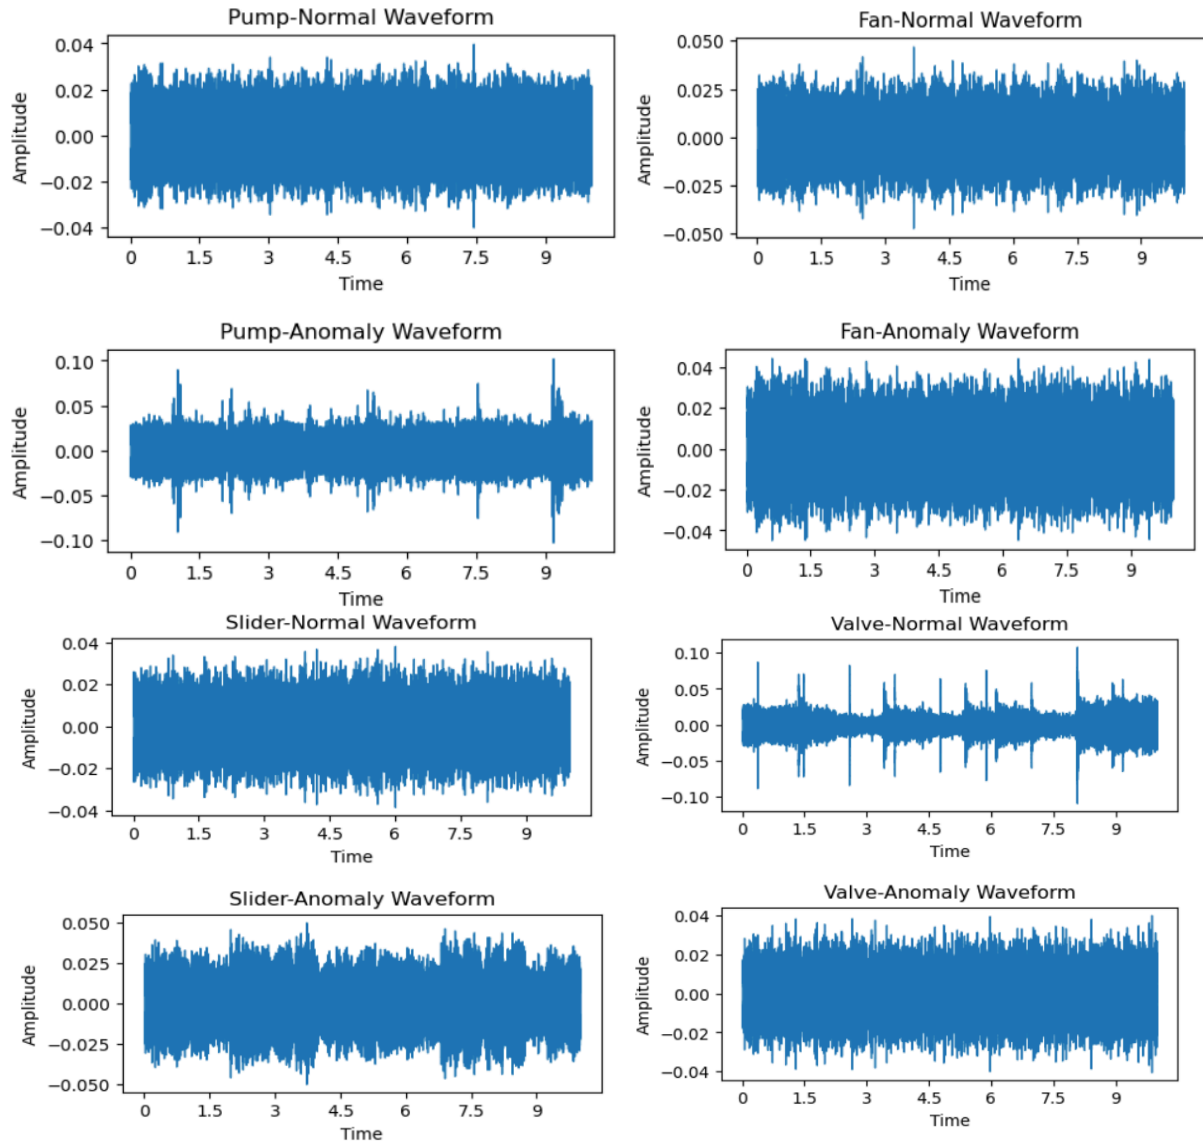 Pump-Normal Waveform
Amplitude
0.04
0.02
0.00
−0.02
−0.04
0 1.5 3 4.5 6 7.5 9
Time
Fan-Normal Waveform
Amplitude
0.050
0.025
0.000
−0.025
−0.050
0 1.5 3 4.5 6 7.5 9
Time
Pump-Anomaly Waveform
Amplitude
0.10
0.05
0.00
−0.05
−0.10
0 1.5 3 4.5 6 7.5 9
Time
Fan-Anomaly Waveform
Amplitude
0.04
0.02
0.00
−0.02
−0.04
0 1.5 3 4.5 6 7.5 9
Time
Slider-Normal Waveform
Amplitude
0.04
0.02
0.00
−0.02
−0.04
0 1.5 3 4.5 6 7.5 9
Time
Valve-Normal Waveform
Amplitude
0.10
0.05
0.00
−0.05
−0.10
0 1.5 3 4.5 6 7.5 9
Time
Slider-Anomaly Waveform
Amplitude
0.050
0.025
0.000
−0.025
−0.050
0 1.5 3 4.5 6 7.5 9
Time
Valve-Anomaly Waveform
Amplitude
0.04
0.02
0.00
−0.02
−0.04
0 1.5 3 4.5 6 7.5 9
Time